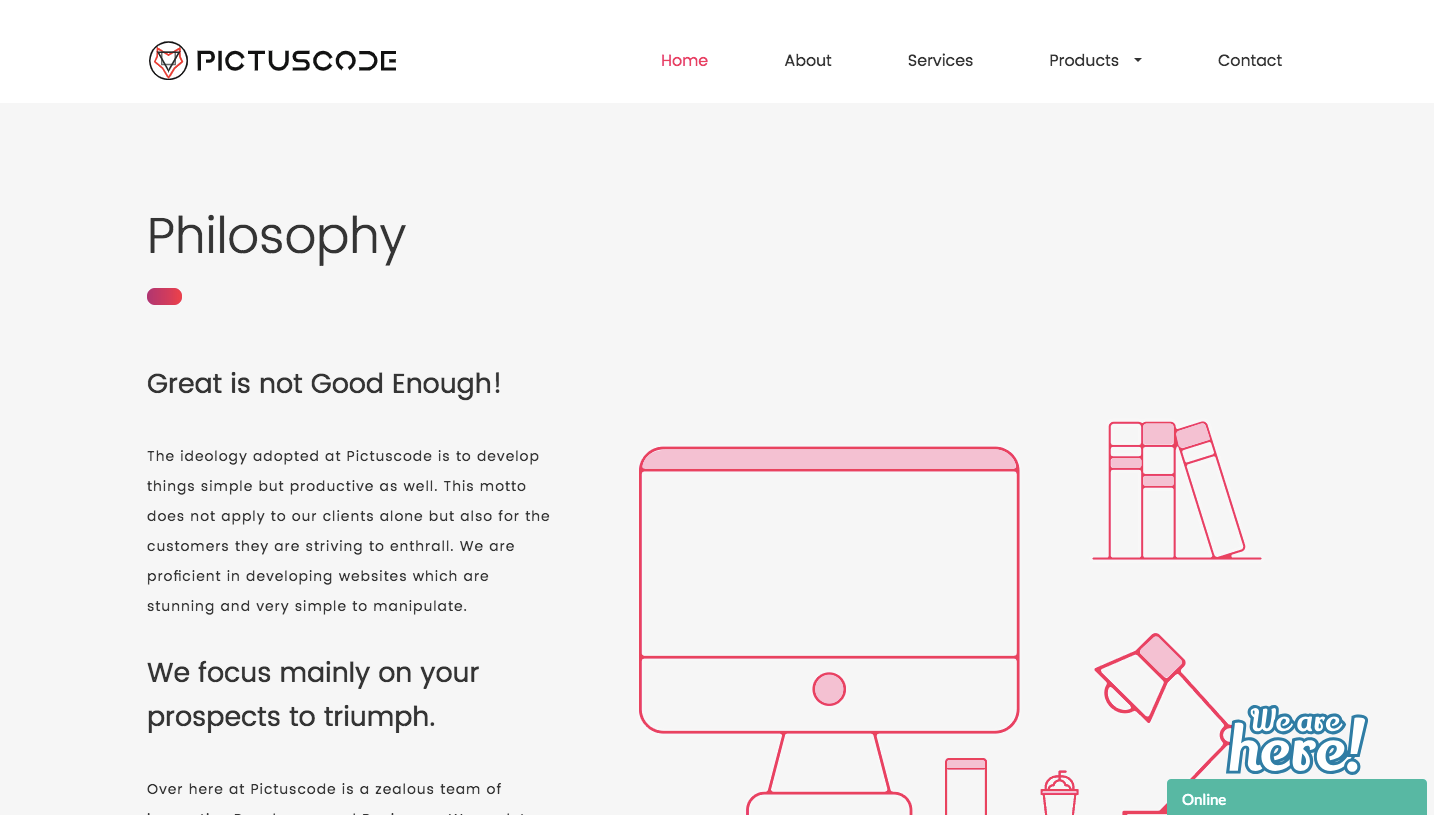 PICTUSCODE
Home
About
Services
Products
Contact
Philosophy
Great is not Good Enough!
The ideology adopted at Pictuscode is to develop
things simple but productive as well. This motto
does not apply to our clients alone but also for the
customers they are striving to enthrall. We are
proficient in developing websites which are
stunning and very simple to manipulate.
We focus mainly on your
prospects to triumph.
Over here at Pictuscode is a zealous team of
We are
here!
Online